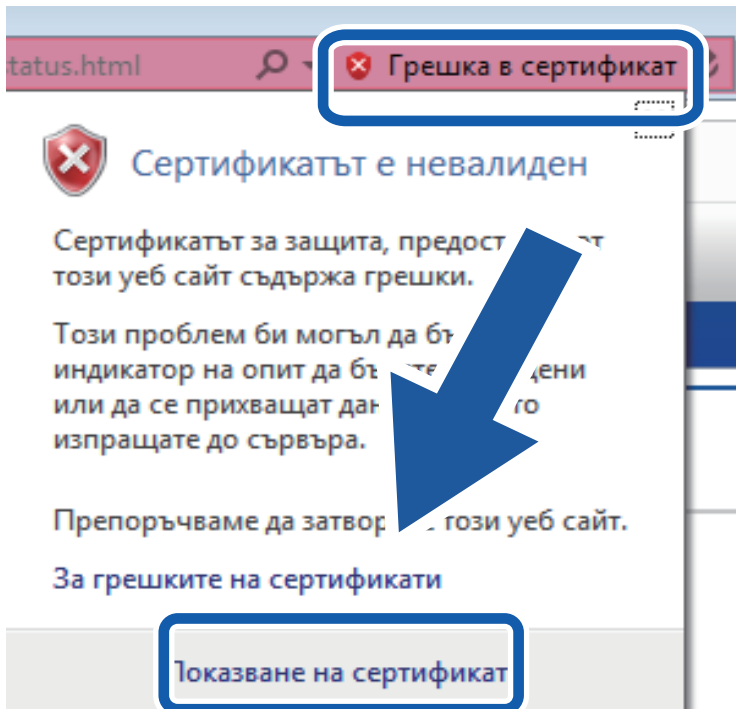 tatus.html Грешка в сертификат
Сертификатът е невалиден
Сертификатът за защита, от
този уеб сайт съдържа грешки.
Този проблем би могъл да
индикатор на опит да
или да се прихващат
изпращате до сървъра.
Препоръчваме да този уеб сайт.
За грешките на сертификати
Показване на сертификат